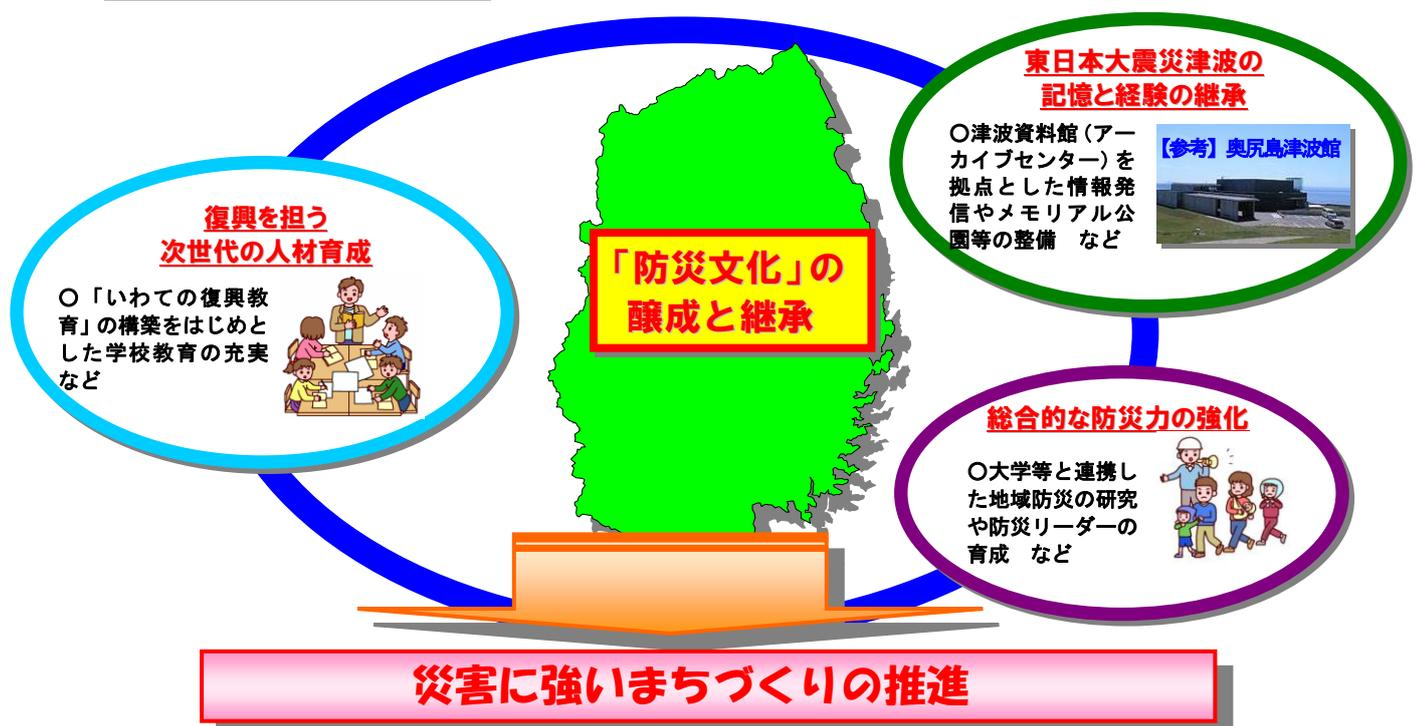 東日本大震災津波の
記憶と経験の継承
〇津波資料館（アー
カイブセンター）を
拠点とした情報発
信やメモリアル公
園等の整備　など
【参考】奥尻島津波館
復興を担う
次世代の人材育成
〇「いわての復興教
育」の構築をはじめと
した学校教育の充実
など
「防災文化」の
醸成と継承
総合的な防災力の強化
〇大学等と連携し
た地域防災の研究
や防災リーダーの
育成　など
災害に強いまちづくりの推進